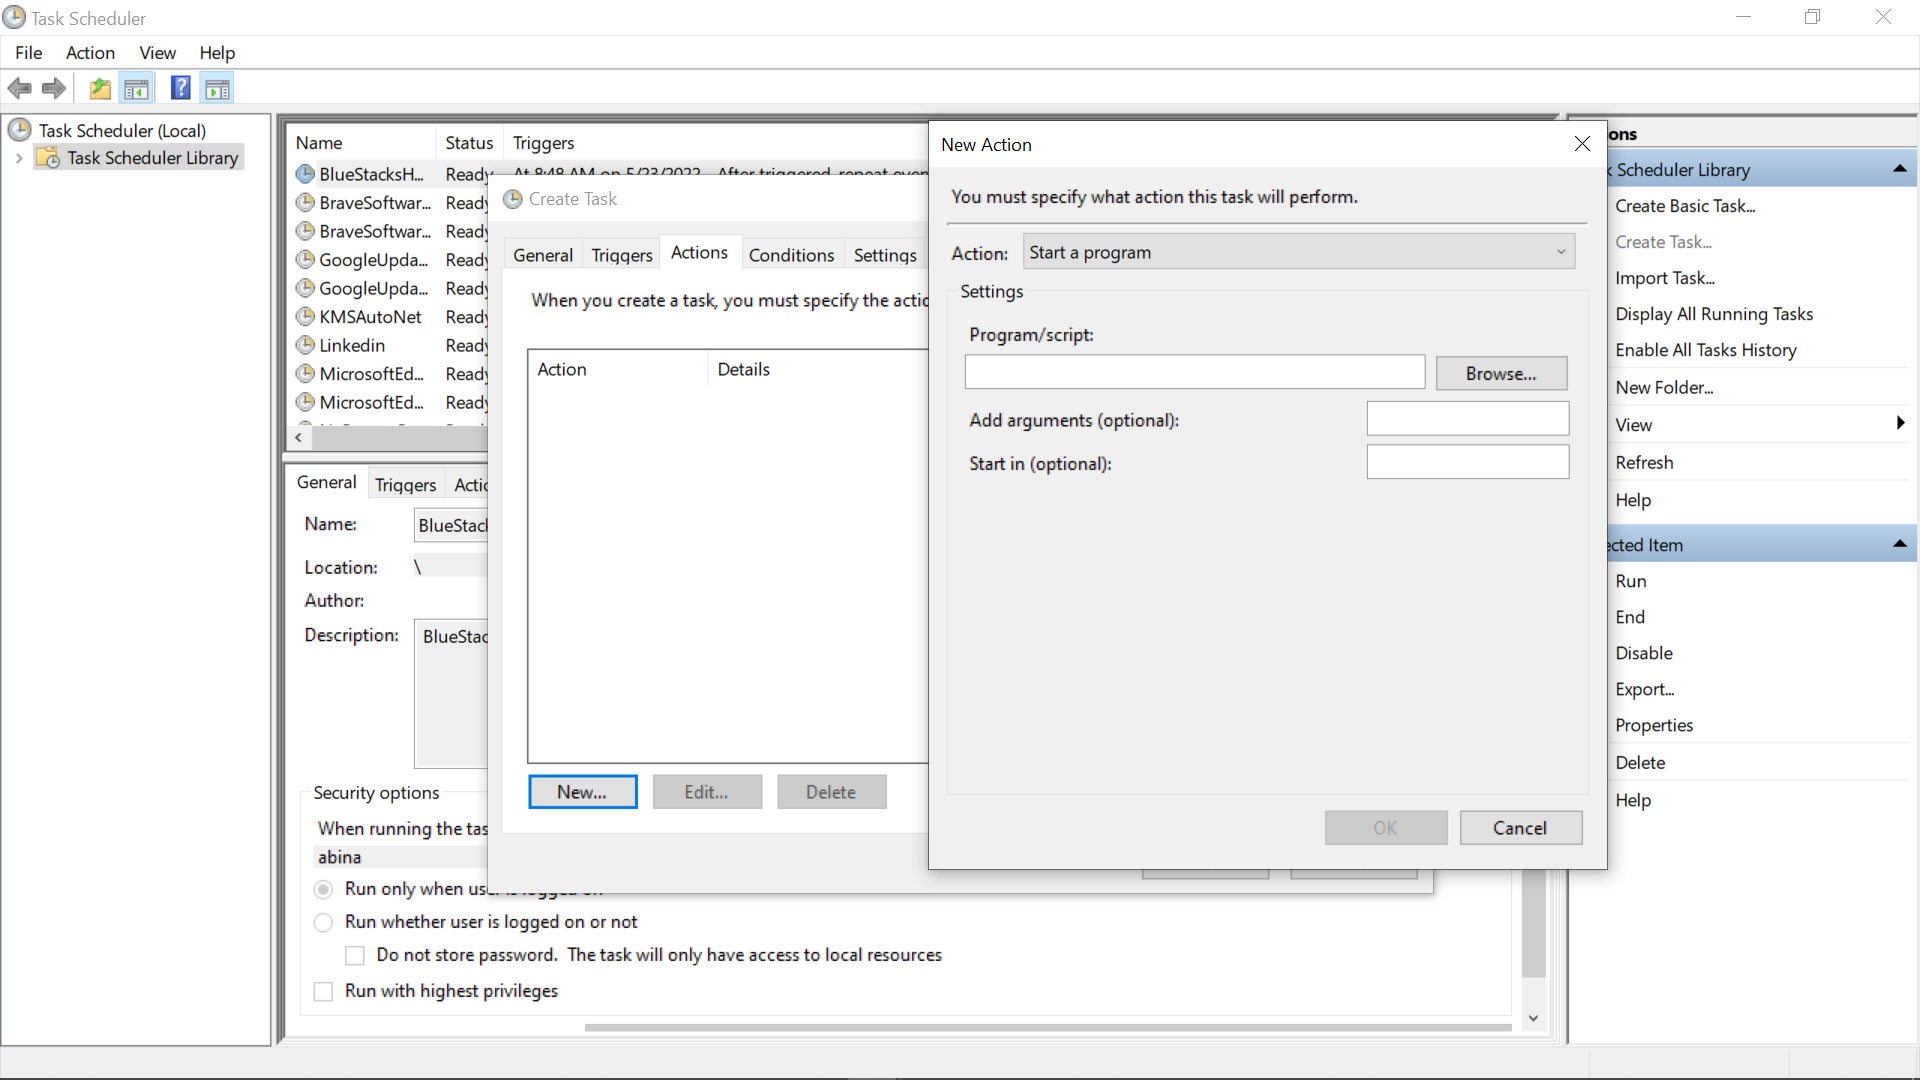 Task Scheduler
File Action View Help
Task Scheduler (Local)
Task Scheduler Library
Name Status Triggers
BlueStacksH... Ready At 8:48 AM on 5/23/2022 - After triggered, repeat
BraveSoftwar... Ready
BraveSoftwar... Ready
GoogleUpda... Ready
GoogleUpda... Ready
KMSAutoNet Ready
Linkedin Ready
MicrosoftEd... Ready
MicrosoftEd... Ready
General Triggers
Name: BlueStac
Location: \
Author:
Description: BlueStac
Security options
When running the tas
abina
Run only when user is logged on
Run whether user is logged on or not
Do not store password. The task will only have access to local resources
Run with highest privileges
Create Task
General Triggers Actions Conditions Settings
When you create a task, you must specify the actio
Action Details
New... Edit... Delete
New Action
You must specify what action this task will perform.
Action: Start a program
Settings
Program/script:
Browse...
Add arguments (optional):
Start in (optional):
OK Cancel
ons
Scheduler Library
Create Basic Task...
Create Task...
Import Task...
Display All Running Tasks
Enable All Tasks History
New Folder...
View
Refresh
Help
ected Item
Run
End
Disable
Export...
Properties
Delete
Help